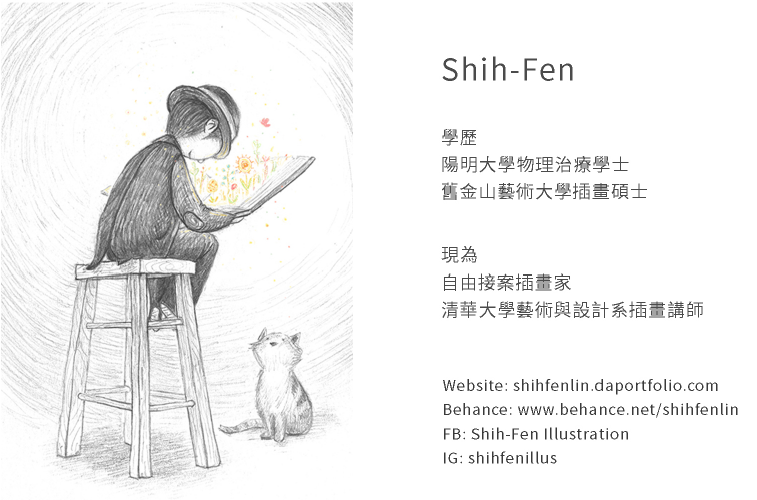 Shih-Fen
學歷
陽明大學物理治療學士
舊金山藝術大學插畫碩士
現為
自由接案插畫家
清華大學藝術與設計系插畫講師
Website: shihfenlin.daportfolio.com
Behance: www.behance.net/shihfenlin
FB: Shih-Fen Illustration
IG: shihfenillus